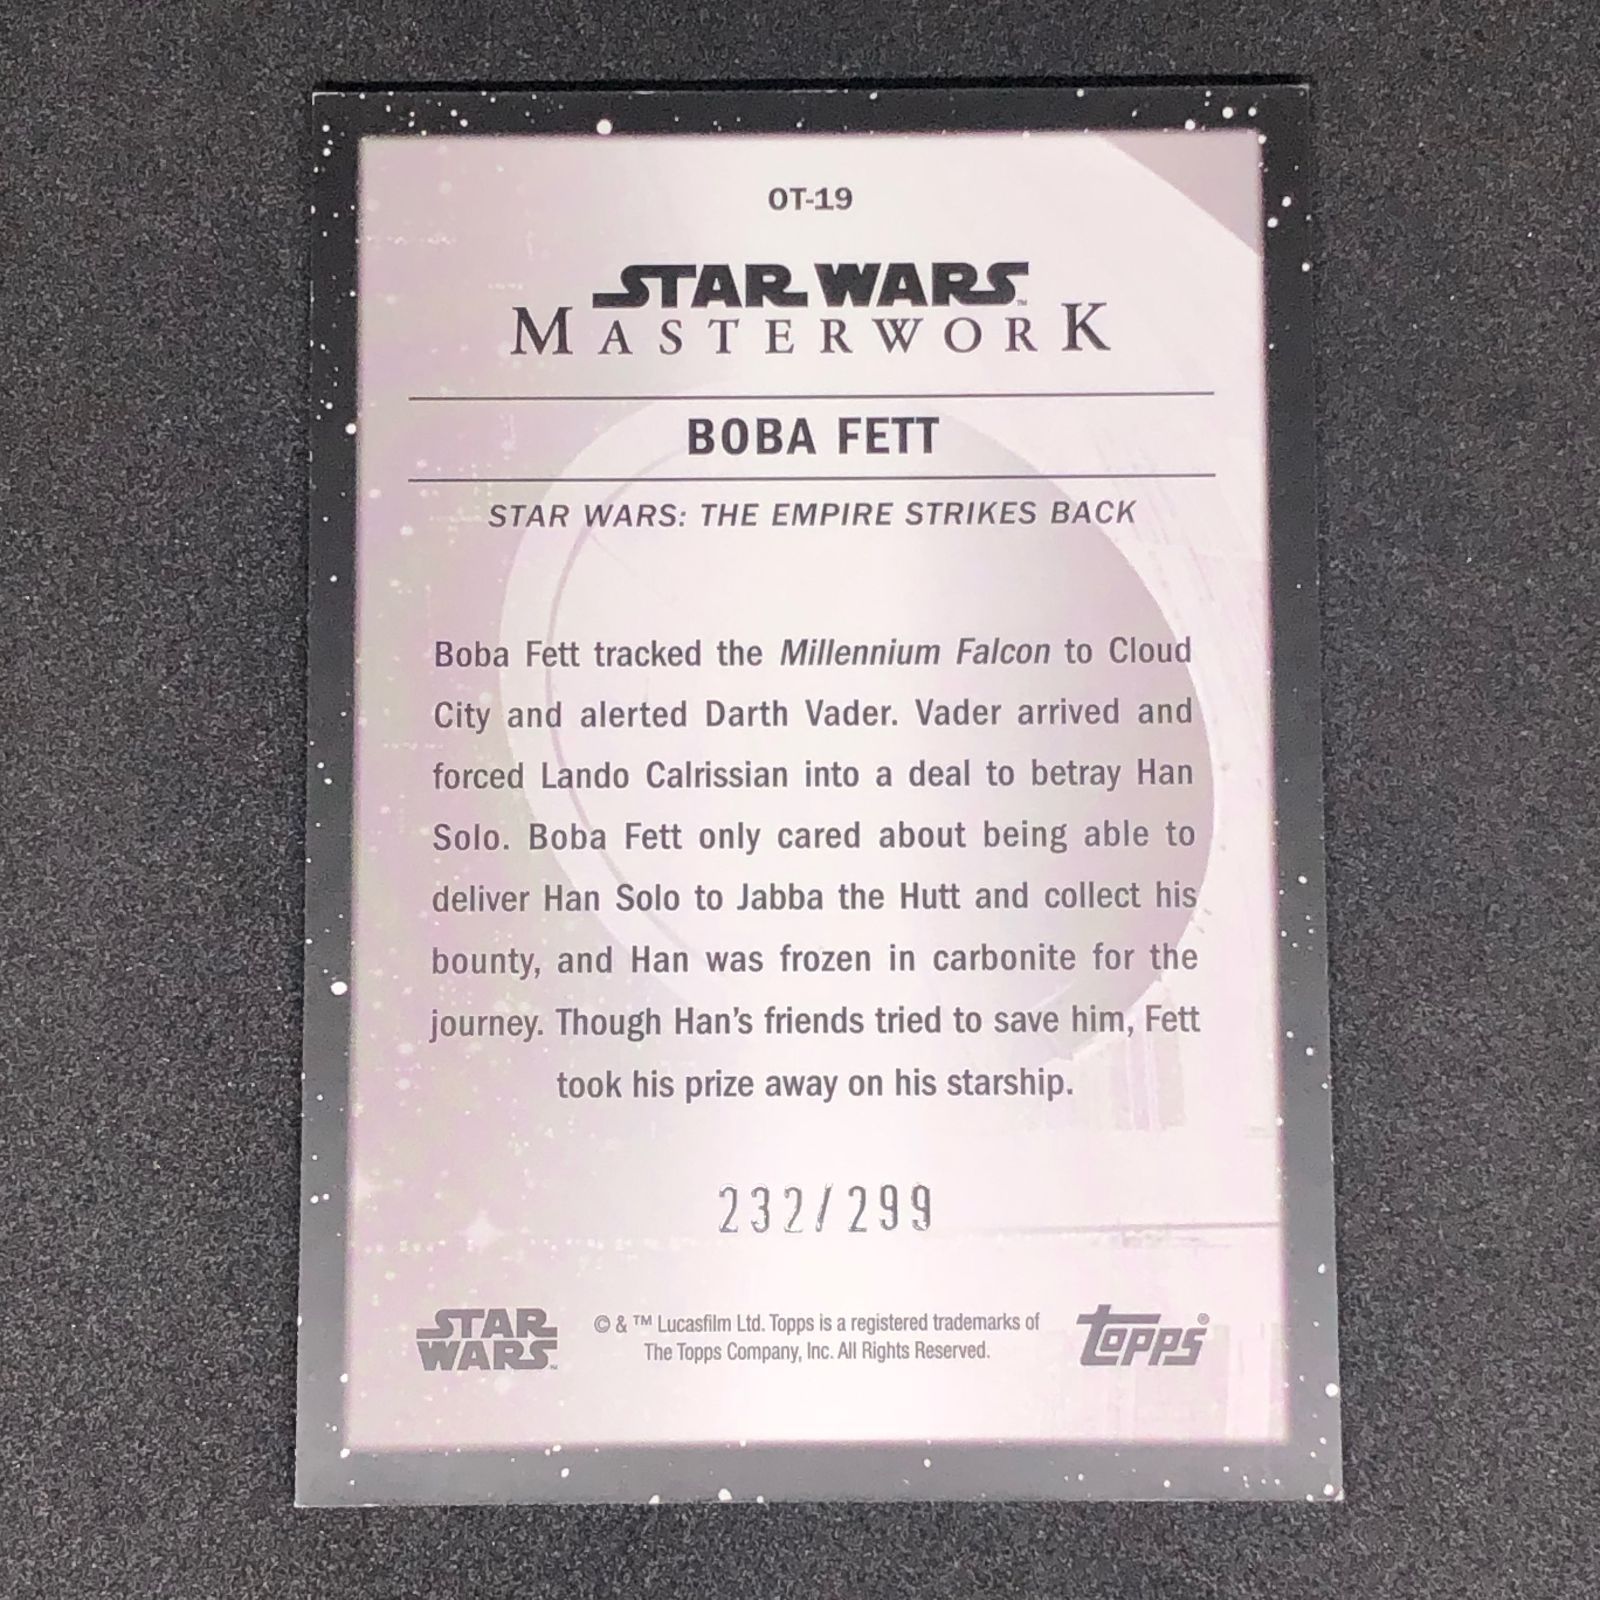 OT-19
STAR WARS™
MASTERWORK
BOBA FETT
STAR WARS: THE EMPIRE STRIKES BACK
Boba Fett tracked the Millennium Falcon to Cloud
City and alerted Darth Vader. Vader arrived and
forced Lando Calrissian into a deal to betray Han
Solo. Boba Fett only cared about being able to
deliver Han Solo to Jabba the Hutt and collect his
bounty, and Han was frozen in carbonite for the
journey. Though Han's friends tried to save him, Fett
took his prize away on his starship.
232/299
STAR
WARS™
© & ™ Lucasfilm Ltd. Topps is a registered trademarks of
The Topps Company, Inc. All Rights Reserved.
topps®